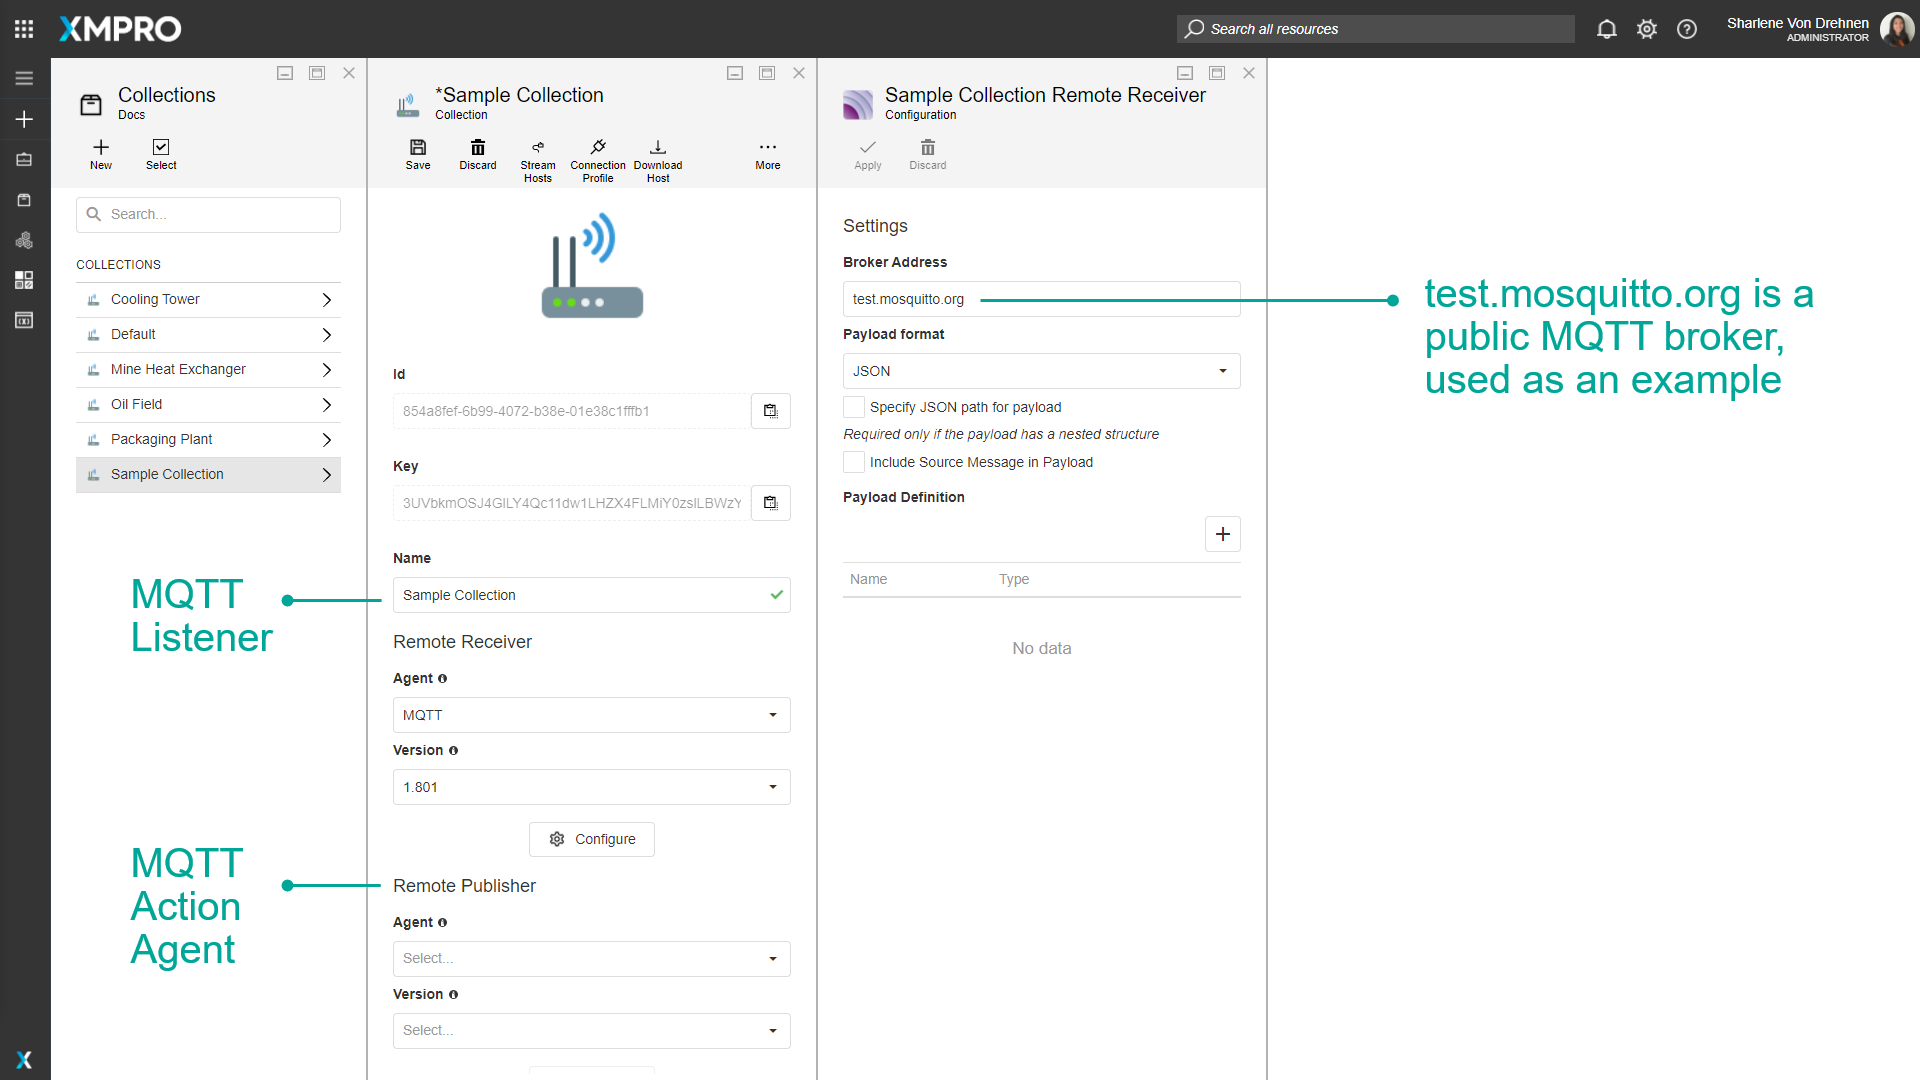 XMPRO
Search all resources
Sharlene Von Drehnen
ADMINISTRATOR
Collections
Docs
New
Select
Search...
COLLECTIONS
Cooling Tower
Default
Mine Heat Exchanger
Oil Field
Packaging Plant
Sample Collection
MQTT
Listener
MQTT
Action
Agent
*Sample Collection
Collection
Save
Discard
Stream
Hosts
Connection
Profile
Download
Host
More
Id
854a8fef-6b99-4072-b38e-01e38c1fffb1
Key
3UVbkmOSJ4GILY4Qc11dw1LHZX4FLMiY0zsILBWzY
Name
Sample Collection
Remote Receiver
Agent
MQTT
Version
1.801
Configure
Remote Publisher
Agent
Select...
Version
Select...
Sample Collection Remote Receiver
Configuration
Apply
Discard
Settings
Broker Address
test.mosquitto.org
Payload format
JSON
Specify JSON path for payload
Required only if the payload has a nested structure
Include Source Message in Payload
Payload Definition
Name Type
No data
test.mosquitto.org is a
public MQTT broker,
used as an example